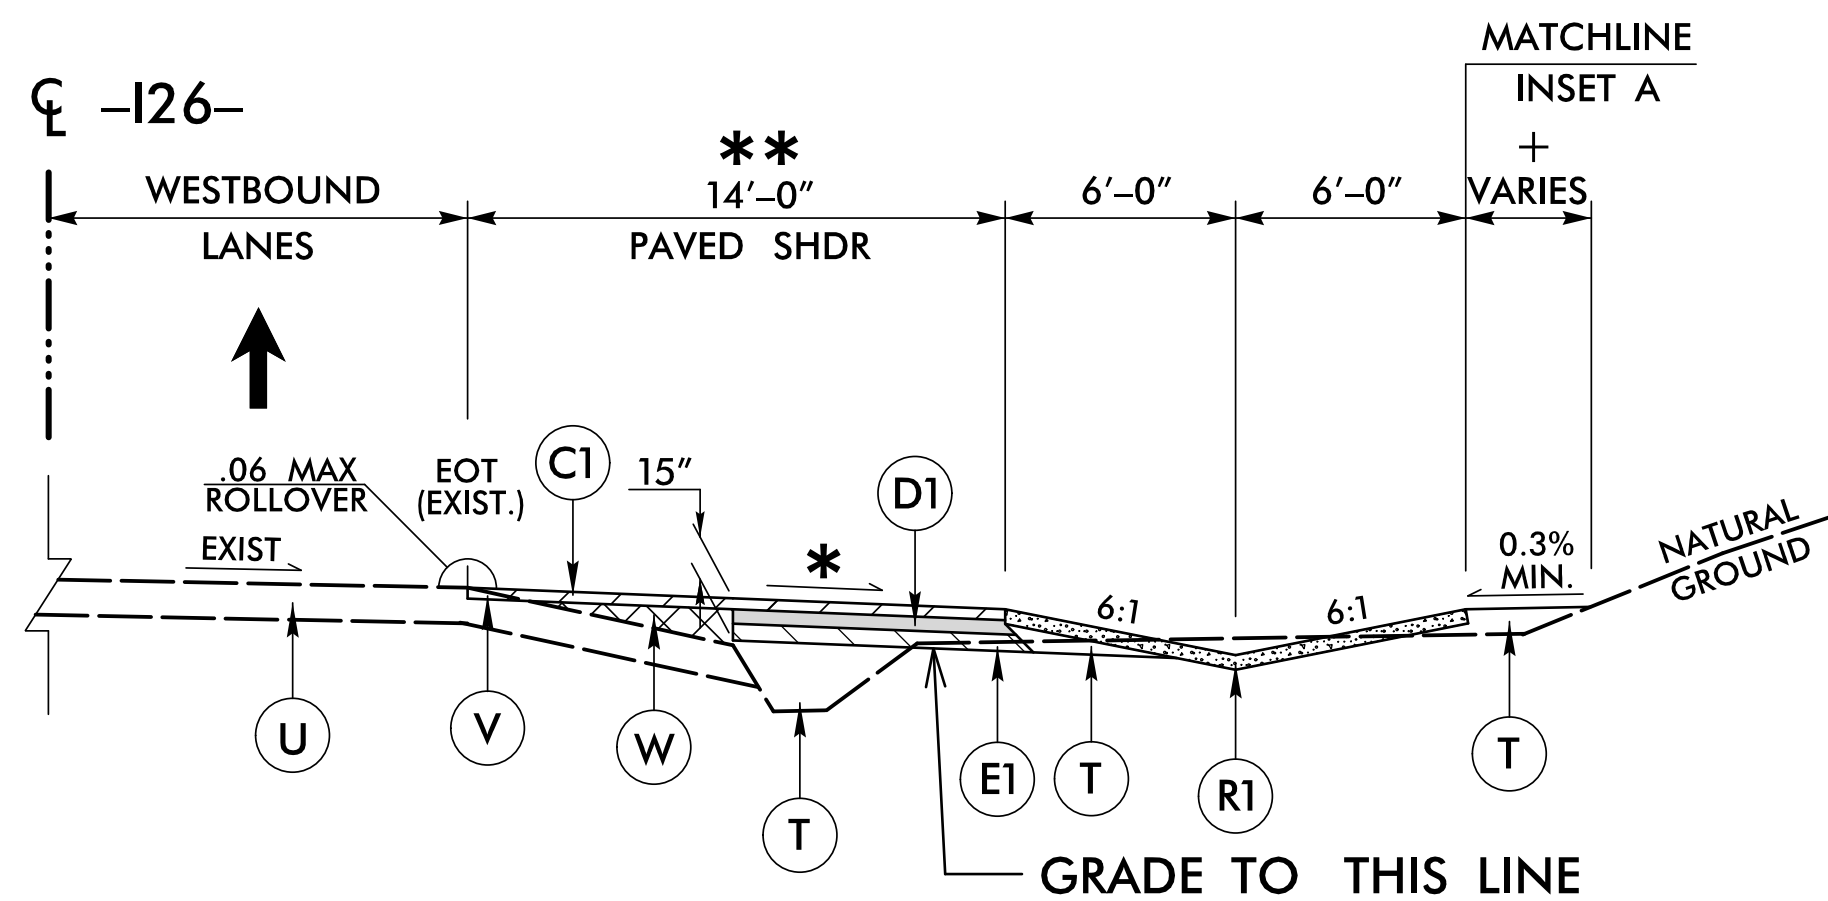 MATCHLINE
INSET A
℄ –I26–
**
+
WESTBOUND
LANES
14'–0"
PAVED SHDR
6'–0"
6'–0"
VARIES
.06 MAX
ROLLOVER
EOT
(EXIST.)
C1
15"
D1
EXIST
*
6:1
6:1
0.3%
MIN.
NATURAL
GROUND
U
V
W
T
E1
T
R1
T
GRADE TO THIS LINE